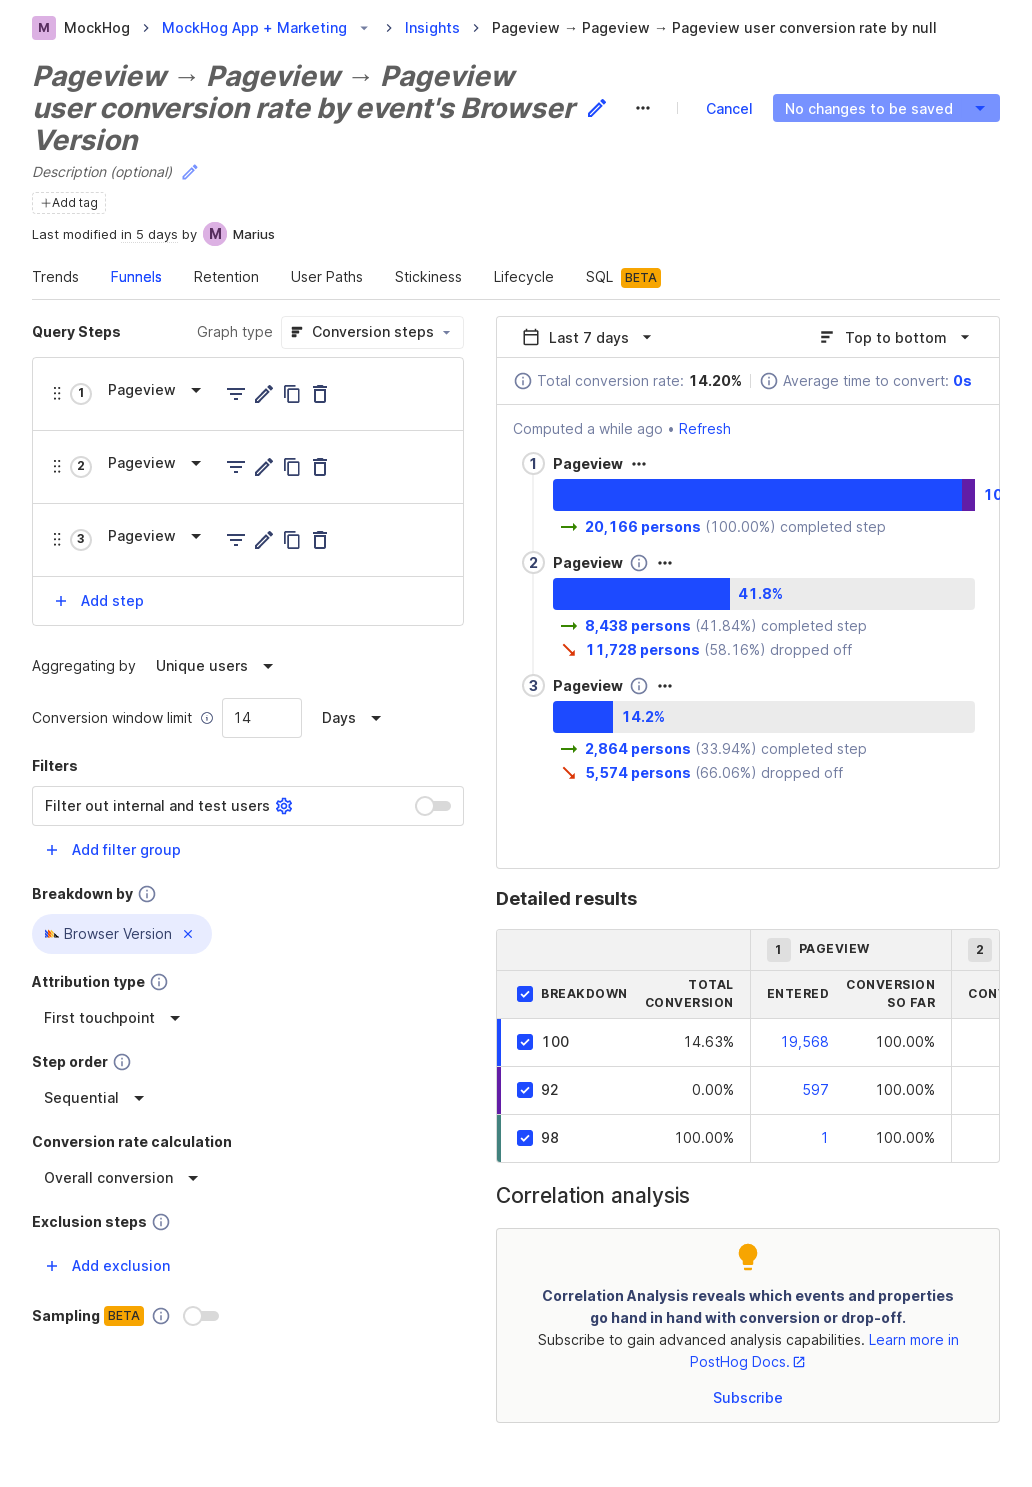 M MockHog MockHog App + Marketing Insights Pageview → Pageview → Pageview user conversion rate by null
Pageview → Pageview → Pageview
user conversion rate by event's Browser
Version
Cancel No changes to be saved
Description (optional)
+Add tag
Last modified in 5 days by M Marius
Trends Funnels Retention User Paths Stickiness Lifecycle SQL BETA
Query Steps Graph type Conversion steps
1 Pageview
2 Pageview
3 Pageview
+ Add step
Aggregating by Unique users
Conversion window limit 14 Days
Filters
Filter out internal and test users
+ Add filter group
Breakdown by
Browser Version
Attribution type
First touchpoint
Step order
Sequential
Conversion rate calculation
Overall conversion
Exclusion steps
+ Add exclusion
Sampling BETA
Last 7 days Top to bottom
Total conversion rate: 14.20% Average time to convert: 0s
Computed a while ago • Refresh
1 Pageview
10
20,166 persons (100.00%) completed step
2 Pageview
41.8%
8,438 persons (41.84%) completed step
11,728 persons (58.16%) dropped off
3 Pageview
14.2%
2,864 persons (33.94%) completed step
5,574 persons (66.06%) dropped off
Detailed results
1 PAGEVIEW 2
BREAKDOWN TOTAL CONVERSION ENTERED CONVERSION SO FAR
100 14.63% 19,568 100.00%
92 0.00% 597 100.00%
98 100.00% 1 100.00%
Correlation analysis
Correlation Analysis reveals which events and properties
go hand in hand with conversion or drop-off.
Subscribe to gain advanced analysis capabilities. Learn more in
PostHog Docs.
Subscribe